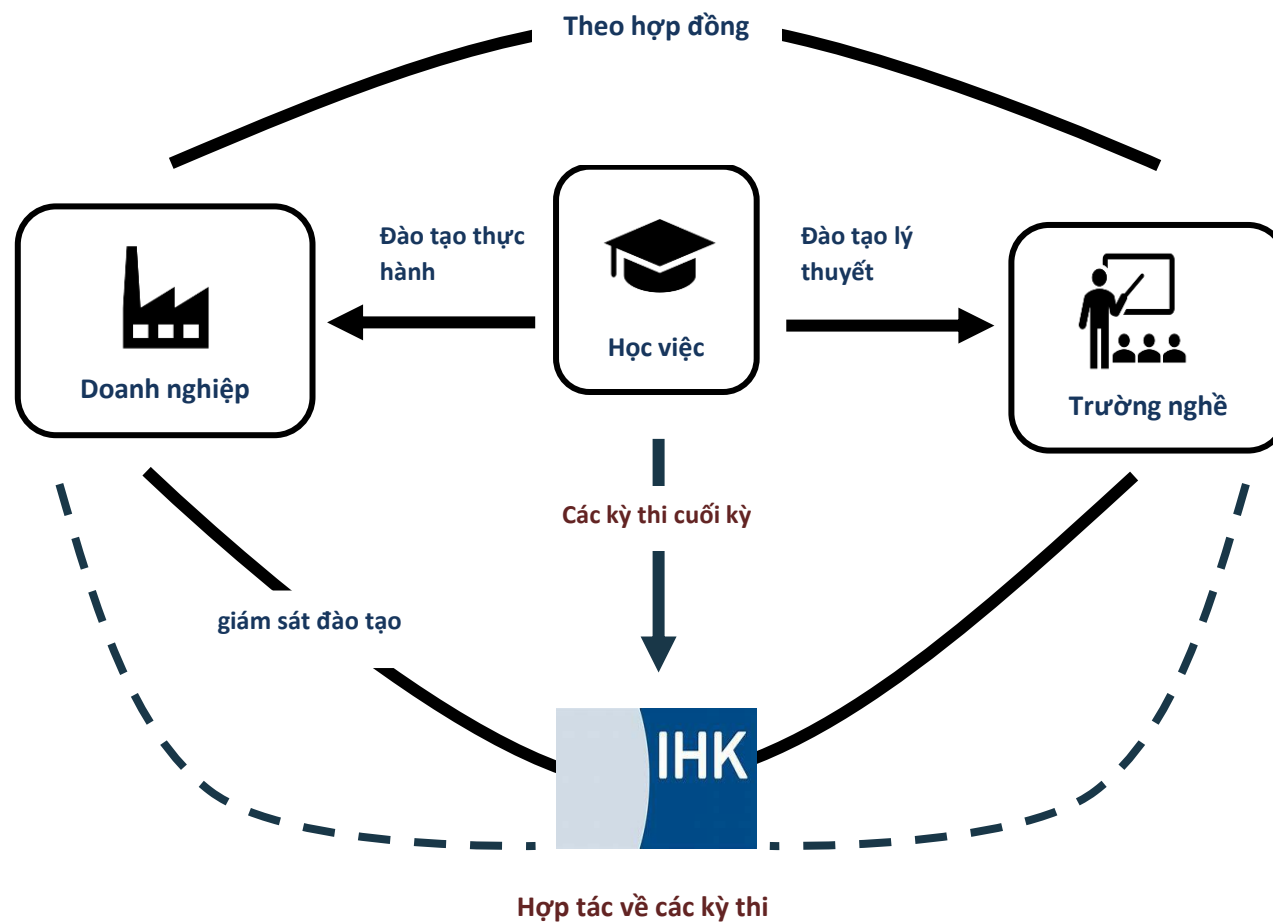 Theo hợp đồng
Đào tạo thực
hành
Đào tạo lý
thuyết
Học việc
Doanh nghiệp
Trường nghề
Các kỳ thi cuối kỳ
giám sát đào tạo
IHK
Hợp tác về các kỳ thi